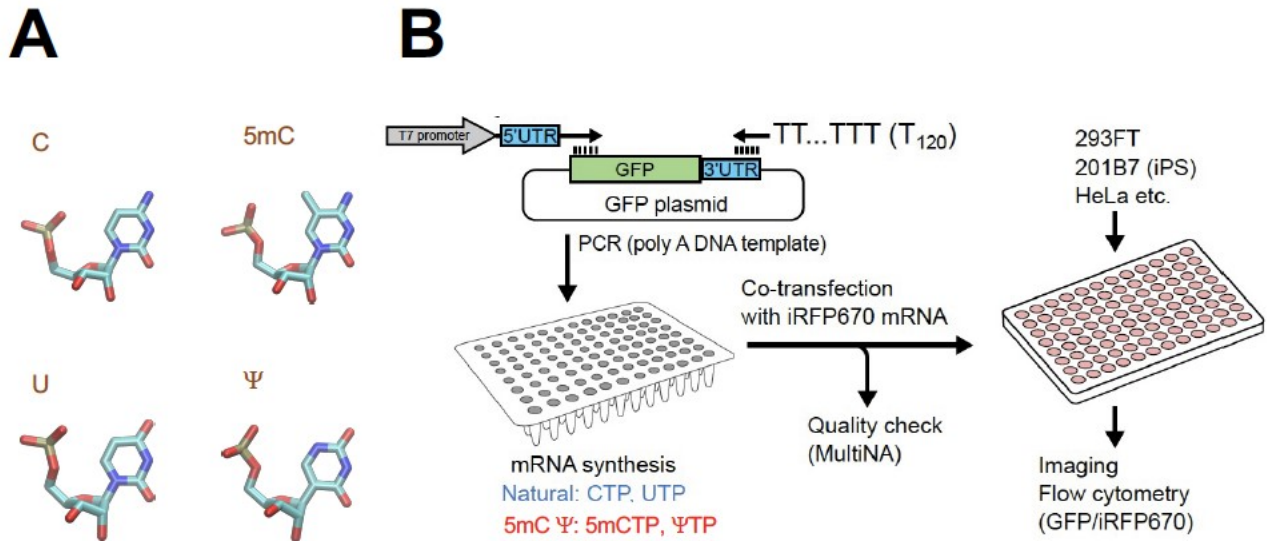 A
B
C
5mC
U
Ψ
T7 promoter
5'UTR
TT...TTT (T₁₂₀)
GFP
3'UTR
GFP plasmid
PCR (poly A DNA template)
mRNA synthesis
Natural: CTP, UTP
5mC Ψ: 5mCTP, ΨTP
Co-transfection
with iRFP670 mRNA
Quality check
(MultiNA)
293FT
201B7 (iPS)
HeLa etc.
Imaging
Flow cytometry
(GFP/iRFP670)